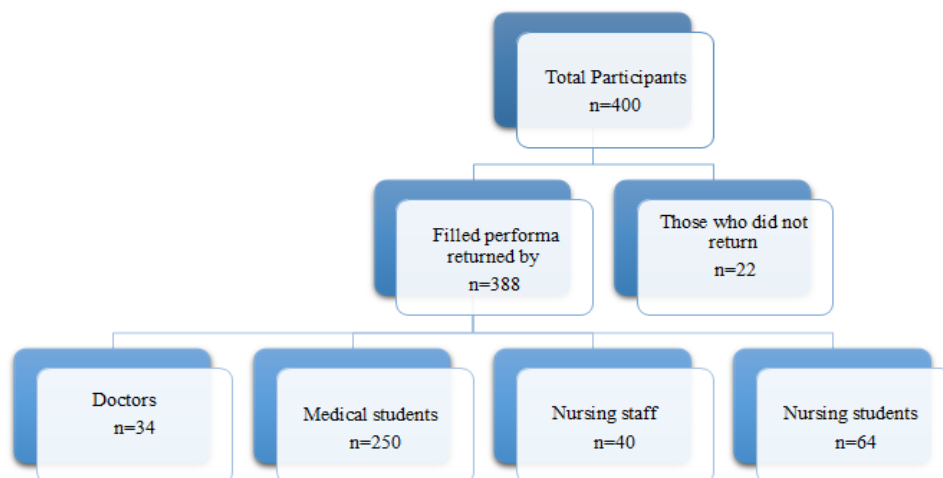 Total Participants
n=400
Filled performa
returned by
n=388
Those who did not
return
n=22
Doctors
n=34
Medical students
n=250
Nursing staff
n=40
Nursing students
n=64